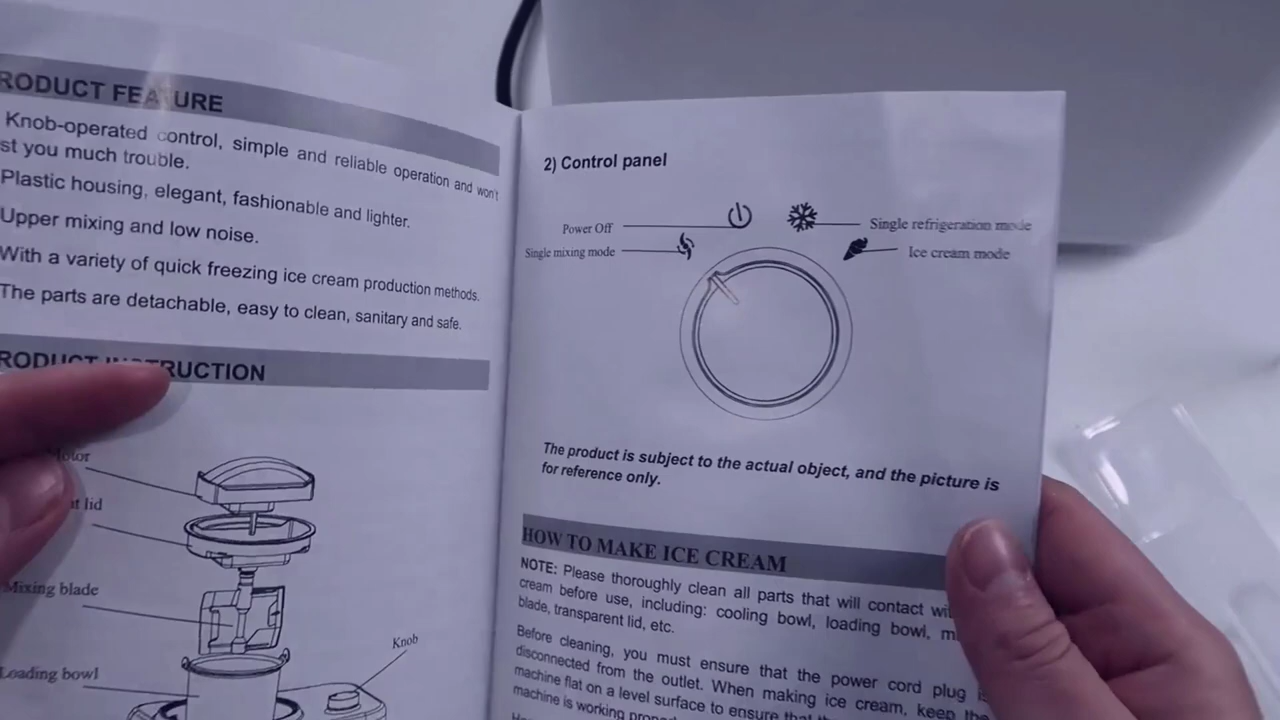 RODUCT FEATURE
Knob-operated control, simple and reliable operation and won't
st you much trouble.
Plastic housing, elegant, fashionable and lighter.
Upper mixing and low noise.
With a variety of quick freezing ice cream production methods.
The parts are detachable, easy to clean, sanitary and safe.
RODUCT INSTRUCTION
Motor
t lid
Mixing blade
Loading bowl
Knob
2) Control panel
Power Off
Single mixing mode
Single refrigeration mode
Ice cream mode
The product is subject to the actual object, and the picture is
for reference only.
HOW TO MAKE ICE CREAM
NOTE: Please thoroughly clean all parts that will contact
cream before use, including: cooling bowl, loading bowl,
blade, transparent lid, etc.
Before cleaning, you must ensure that the power cord plug
disconnected from the outlet. When making ice cream, keep the
machine flat on a level surface to ensure that
machine is working